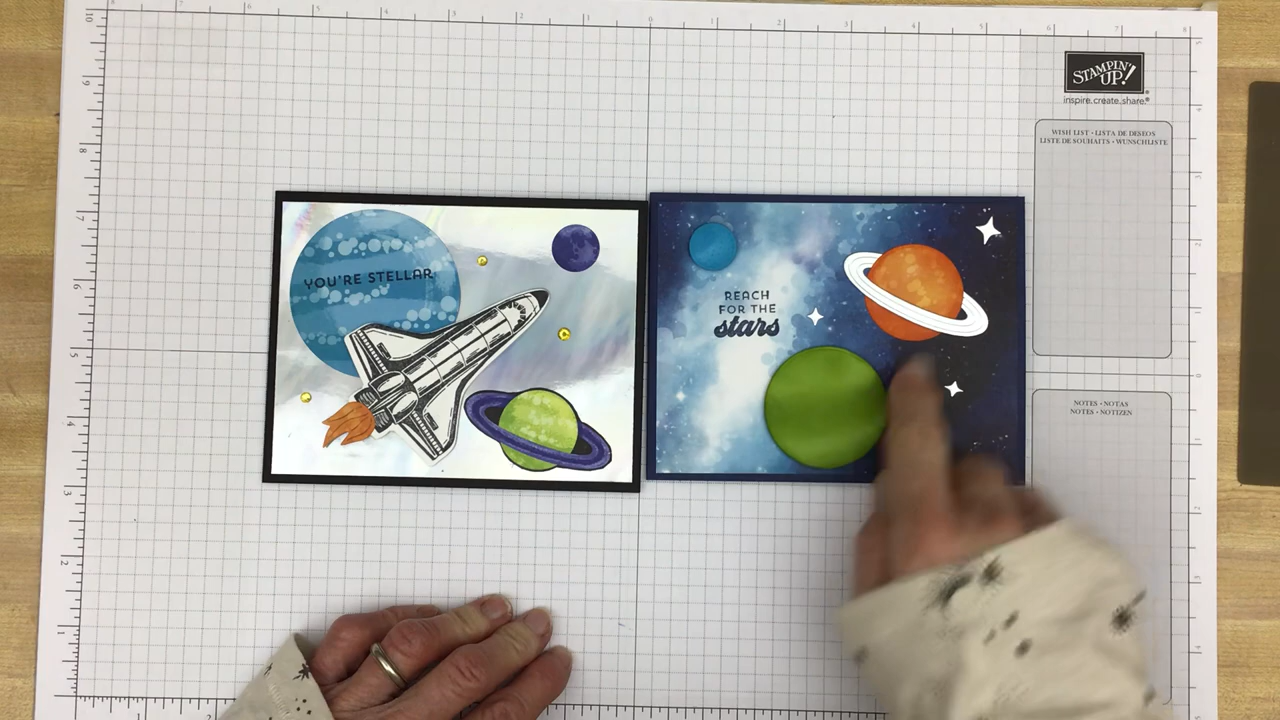 STAMPIN' UP!®
inspire.create.share.®
WISH LIST • LISTA DE DESEOS
LISTE DE SOUHAITS • WUNSCHLISTE
YOU'RE STELLAR
REACH
FOR THE
stars
NOTES • NOTAS
NOTES • NOTIZEN